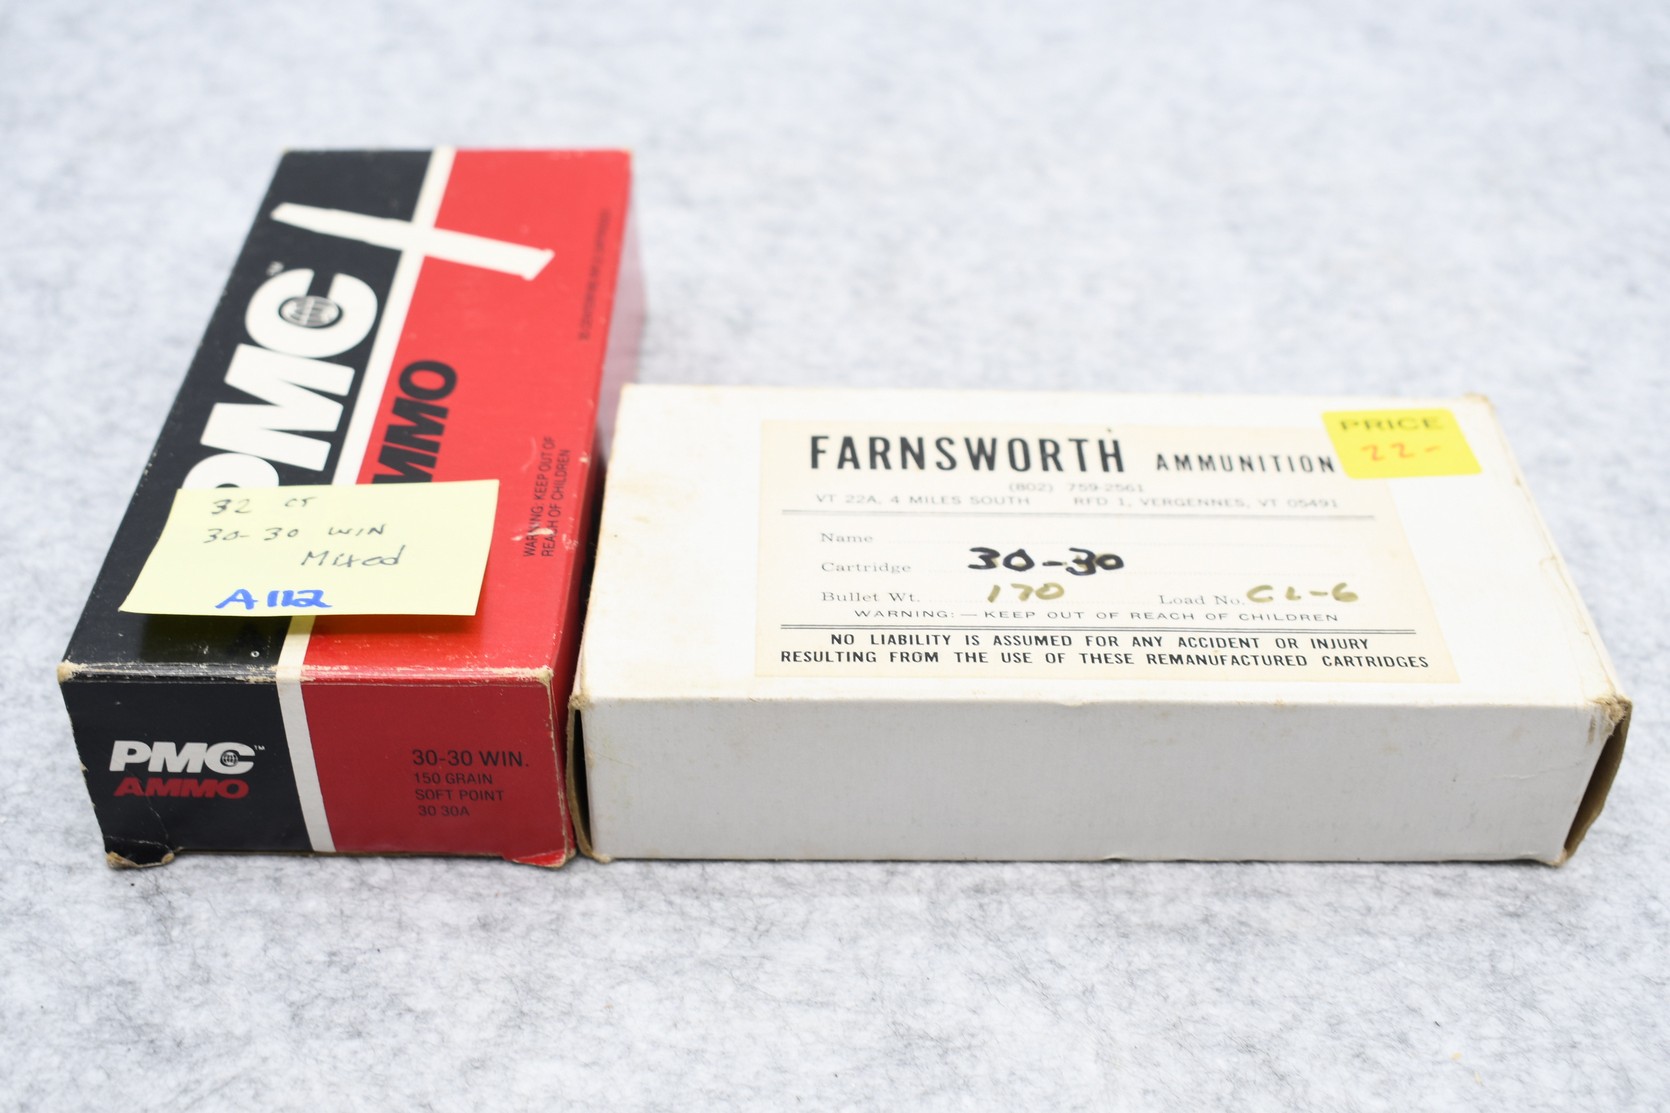 PMC
AMMO
WARNING: KEEP OUT OF
REACH OF CHILDREN
32 CT
30-30 WIN
Mixed
A112
PMC™
AMMO
30-30 WIN.
150 GRAIN
SOFT POINT
30 30A
FARNSWORTH AMMUNITION
(802) 759-2561
VT 22A, 4 MILES SOUTH RFD 1, VERGENNES, VT 05491
Name
Cartridge 30-30
Bullet Wt. 170 Load No. CL-6
WARNING: — KEEP OUT OF REACH OF CHILDREN
NO LIABILITY IS ASSUMED FOR ANY ACCIDENT OR INJURY
RESULTING FROM THE USE OF THESE REMANUFACTURED CARTRIDGES
PRICE
22-